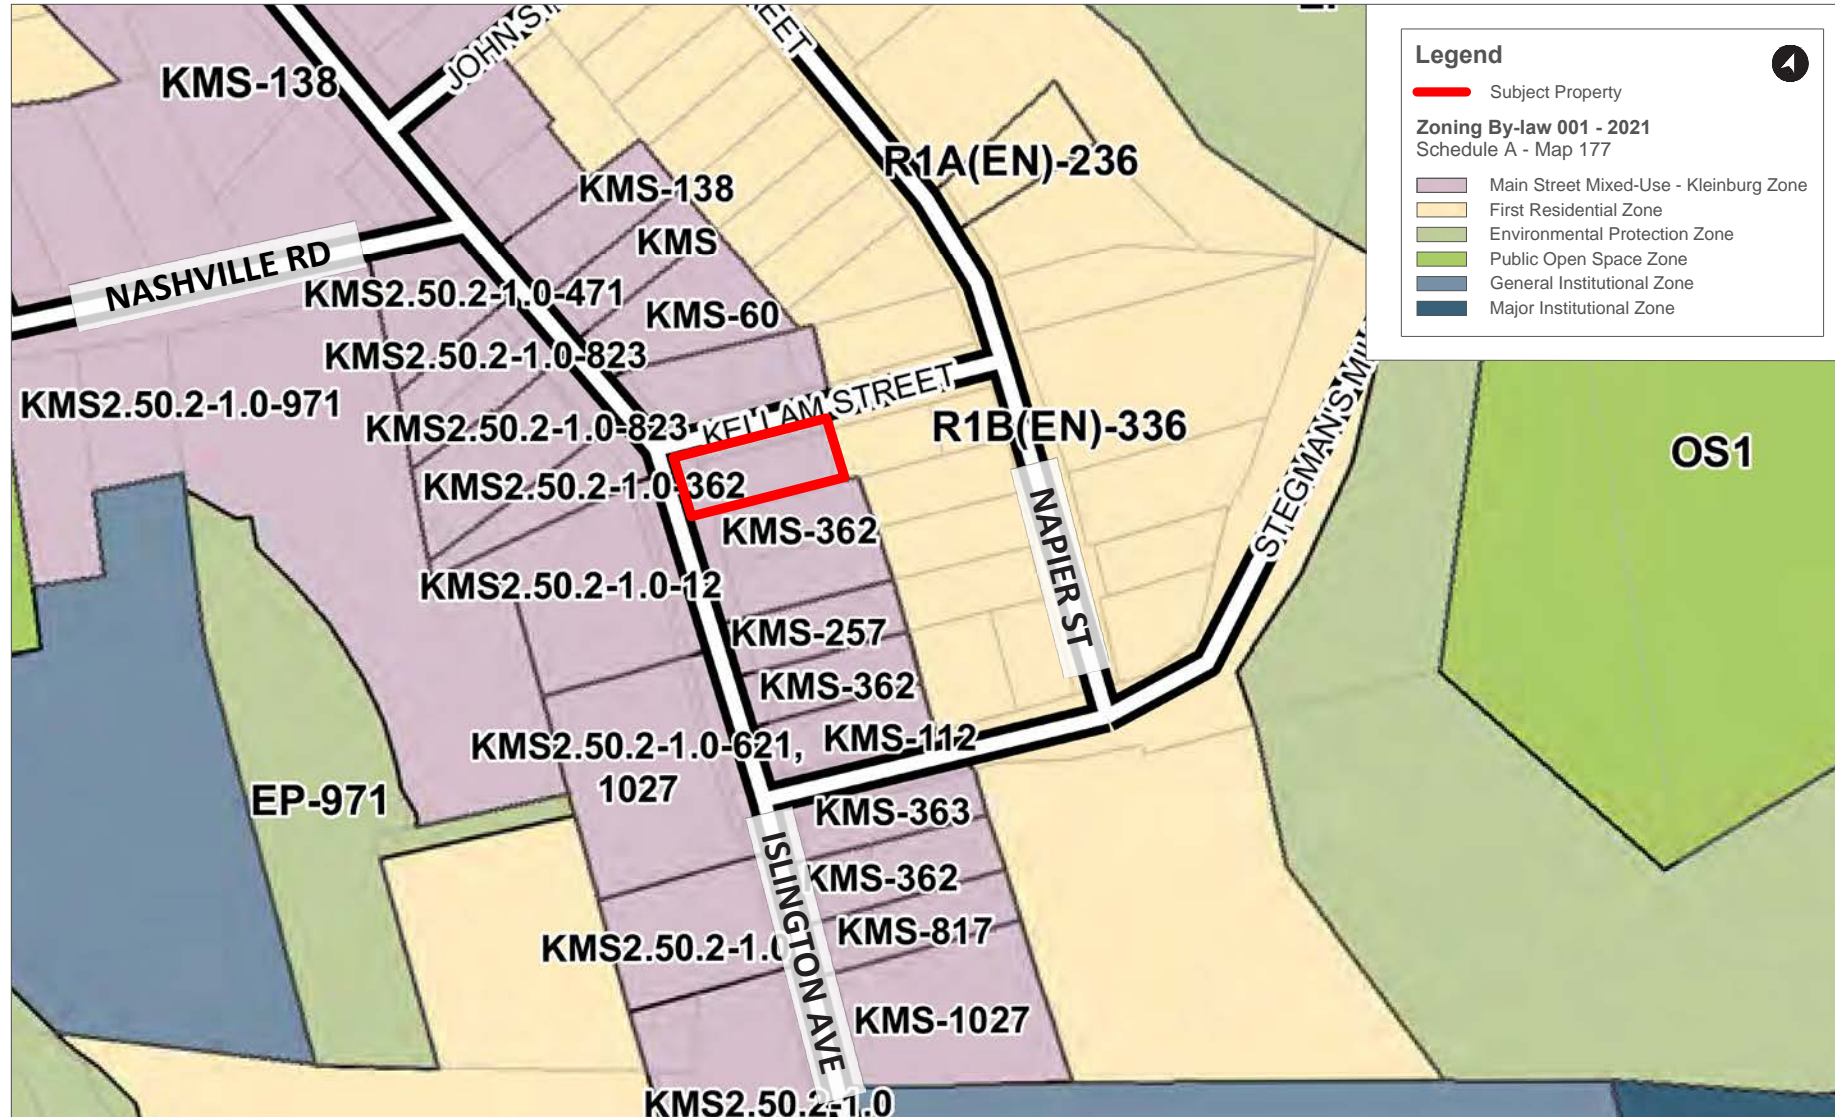 Legend
Subject Property
Zoning By-law 001 - 2021
Schedule A - Map 177
Main Street Mixed-Use - Kleinburg Zone
First Residential Zone
Environmental Protection Zone
Public Open Space Zone
General Institutional Zone
Major Institutional Zone
KMS-138
R1A(EN)-236
KMS-138
KMS
NASHVILLE RD
KMS2.50.2-1.0-471
KMS-60
KMS2.50.2-1.0-823
KMS2.50.2-1.0-971
KELLAM STREET
KMS2.50.2-1.0-823
R1B(EN)-336
OS1
KMS2.50.2-1.0-362
KMS-362
NAPIER ST
KMS2.50.2-1.0-12
KMS-257
KMS-362
KMS2.50.2-1.0-621,
1027
KMS-112
EP-971
KMS-363
KMS-362
KMS-817
KMS2.50.2-1.0
ISLINGTON AVE
KMS-1027
KMS2.50.2-1.0
STEGMAN'S
JOHN